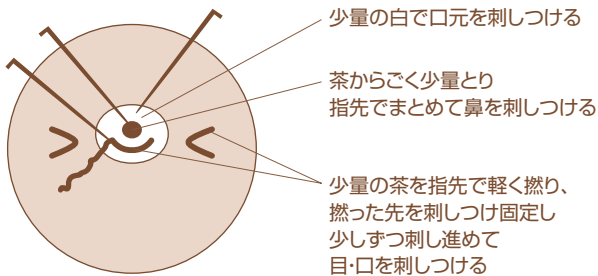 少量の白で口元を刺しつける
茶からごく少量とり
指先でまとめて鼻を刺しつける
少量の茶を指先で軽く撚り、
撚った先を刺しつけ固定し
少しずつ刺し進めて
目・口を刺しつける